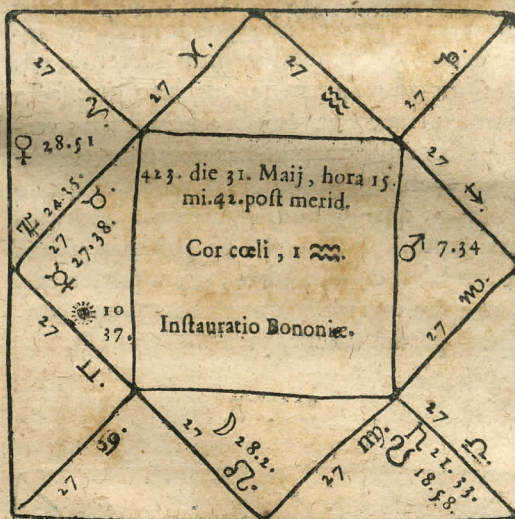 27 ♓. 27
27 ♒. 27 ♑.
27 ♈
♀ 28.51
♃ 24.35. ♉.
27
☿ 27.38.
423. die 31. Maij, hora 15.
mi.42.post merid.
Cor cœli, 1 ♒.
Instauratio Bononiæ.
27 ♐.
♂ 7.34
♏.
27
☀ 10
37.
27
♊.
27 ♋.
27 ☽ 28.2.
♌.
27 ♍.
27 ♎.
♄ 21.33.
☋ 18.58.